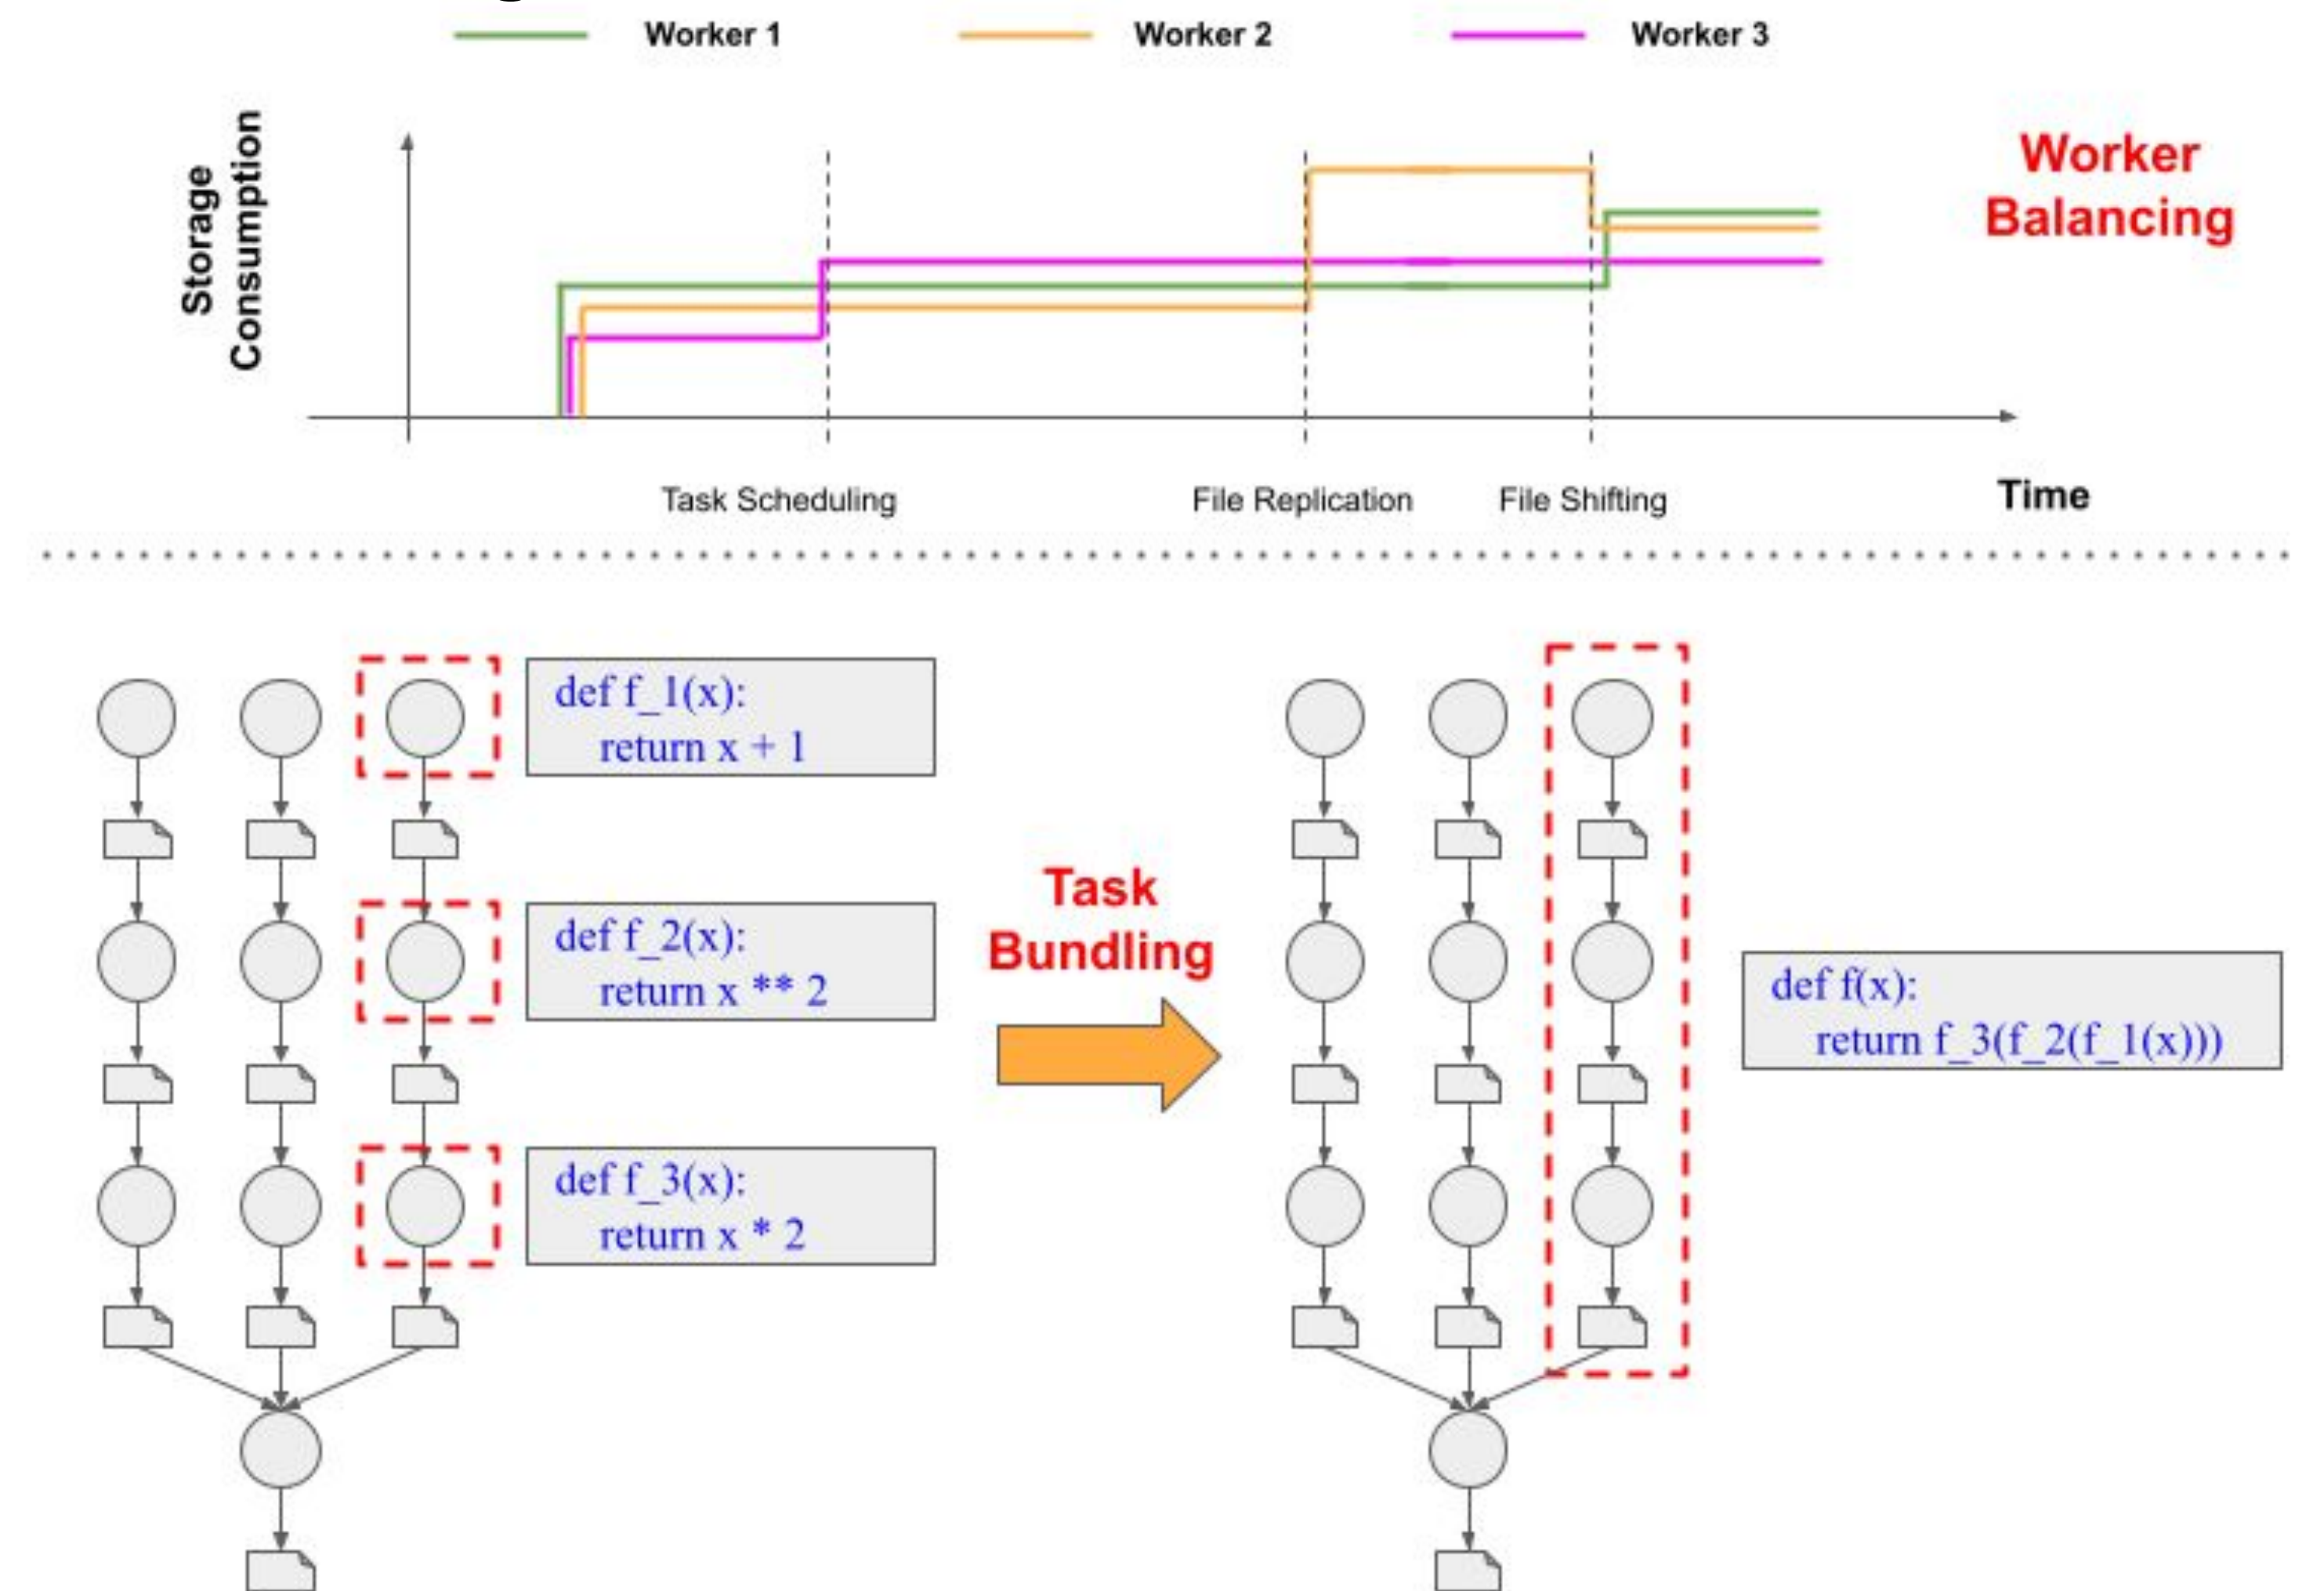 Worker 1
Worker 2
Worker 3
Storage
Consumption
Worker
Balancing
Task Scheduling
File Replication
File Shifting
Time
def f_1(x):
return x + 1
def f_2(x):
return x ** 2
def f_3(x):
return x * 2
Task
Bundling
def f(x):
return f_3(f_2(f_1(x)))